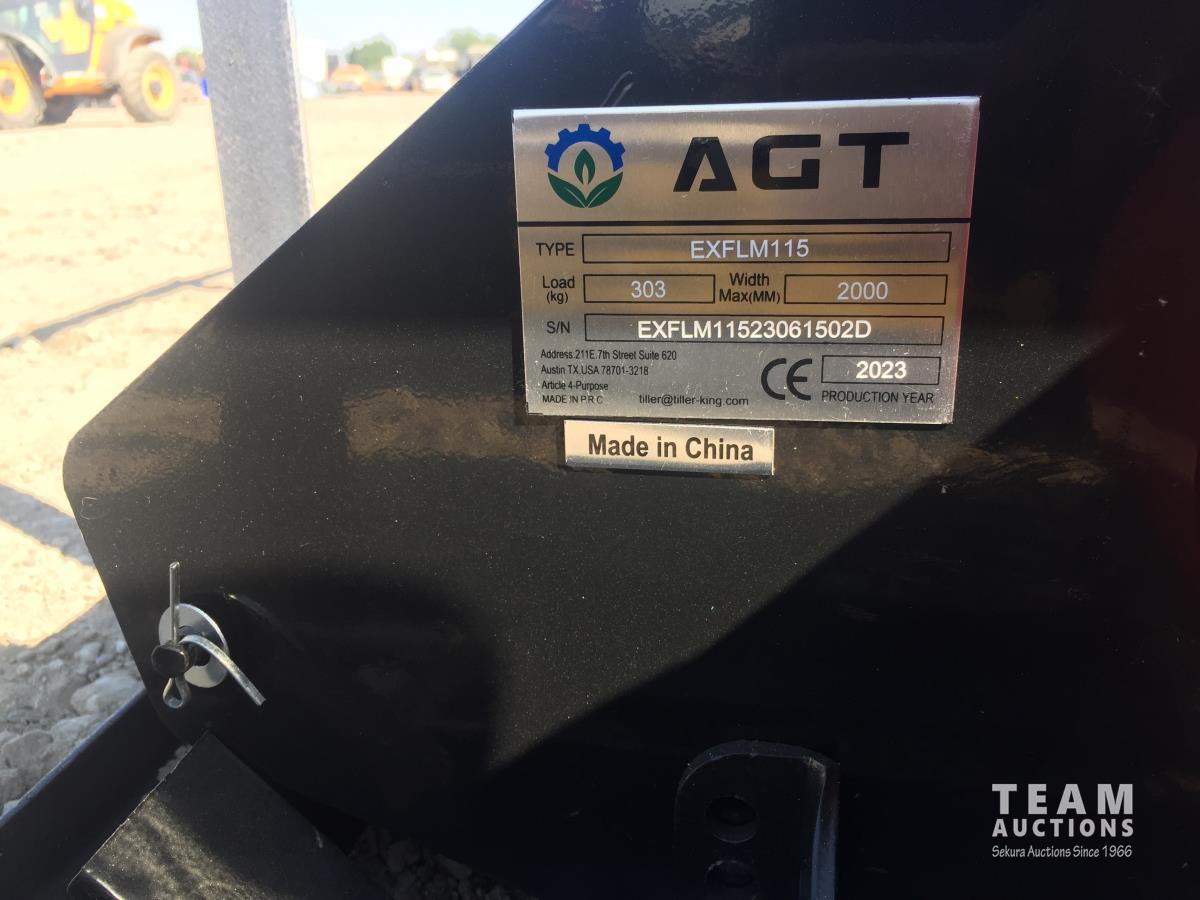 AGT
TYPE EXFLM115
Load (kg) 303 Width Max(MM) 2000
S/N EXFLM11523061502D
Address:211E.7th Street Suite 620
Austin TX.USA 78701-3218
Article 4-Purpose
MADE IN P.R.C tiller@tiller-king.com
CE 2023
PRODUCTION YEAR
Made in China
TEAM
AUCTIONS
Sekura Auctions Since 1966